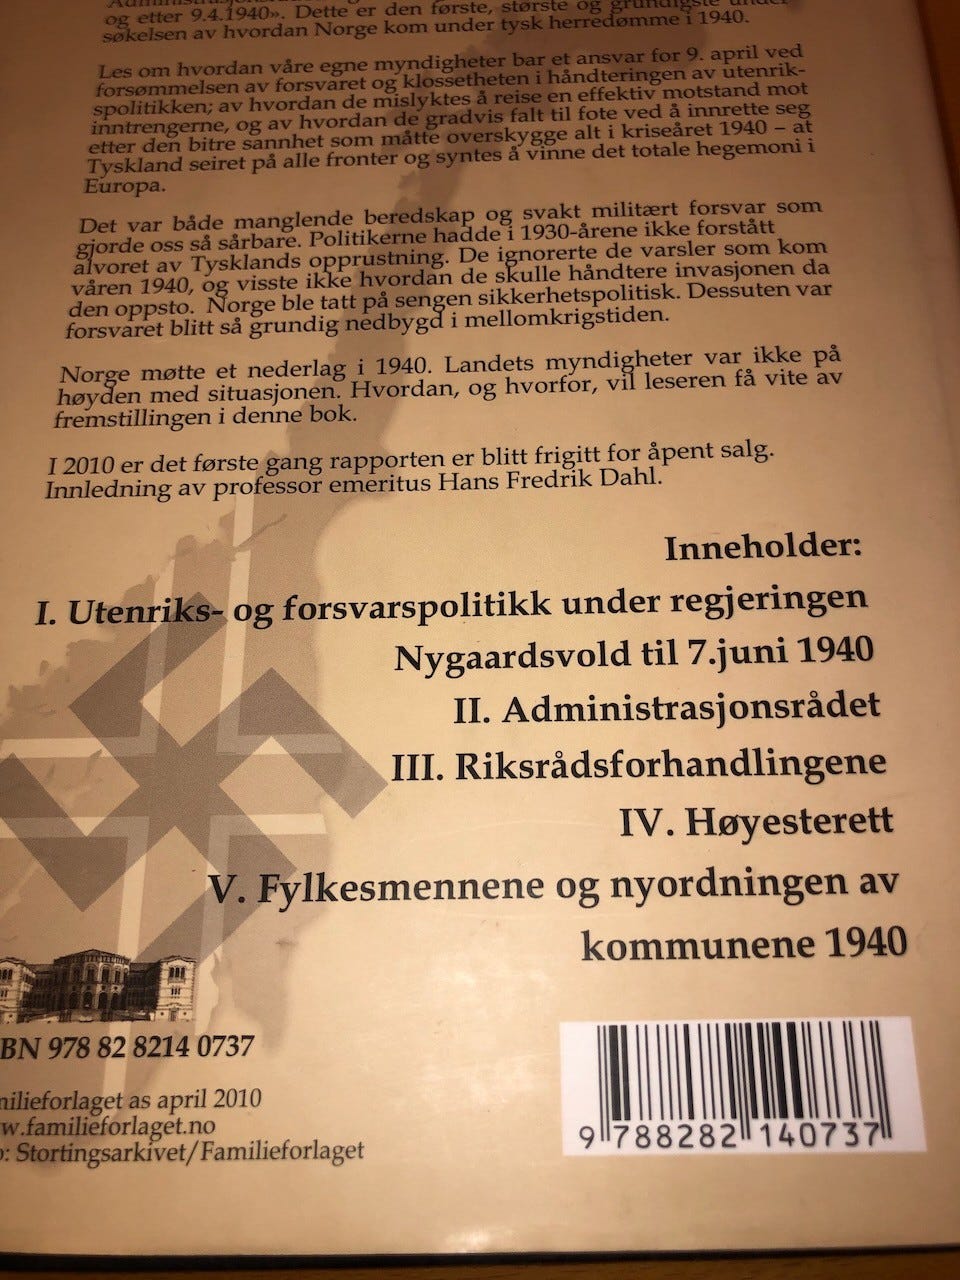 og etter 9.4.1940». Dette er den første, største og grundigste under-
søkelsen av hvordan Norge kom under tysk herredømme i 1940.
Les om hvordan våre egne myndigheter bar et ansvar for 9. april ved
forsømmelsen av forsvaret og klossetheten i håndteringen av utenrik-
spolitikken; av hvordan de mislyktes å reise en effektiv motstand mot
inntrengerne, og av hvordan de gradvis falt til fote ved å innrette seg
etter den bitre sannhet som måtte overskygge alt i kriseåret 1940 – at
Tyskland seiret på alle fronter og syntes å vinne det totale hegemoni i
Europa.
Det var både manglende beredskap og svakt militært forsvar som
gjorde oss så sårbare. Politikerne hadde i 1930-årene ikke forstått
alvoret av Tysklands opprustning. De ignorerte de varsler som kom
våren 1940, og visste ikke hvordan de skulle håndtere invasjonen da
den oppsto. Norge ble tatt på sengen sikkerhetspolitisk. Dessuten var
forsvaret blitt så grundig nedbygd i mellomkrigstiden.
Norge møtte et nederlag i 1940. Landets myndigheter var ikke på
høyden med situasjonen. Hvordan, og hvorfor, vil leseren få vite av
fremstillingen i denne bok.
I 2010 er det første gang rapporten er blitt frigitt for åpent salg.
Innledning av professor emeritus Hans Fredrik Dahl.
Inneholder:
I. Utenriks- og forsvarspolitikk under regjeringen
Nygaardsvold til 7.juni 1940
II. Administrasjonsrådet
III. Riksrådsforhandlingene
IV. Høyesterett
V. Fylkesmennene og nyordningen av
kommunene 1940
BN 978 82 8214 0737
milieforlaget as april 2010
w.familieforlaget.no
o: Stortingsarkivet/Familieforlaget
9 788282 140737